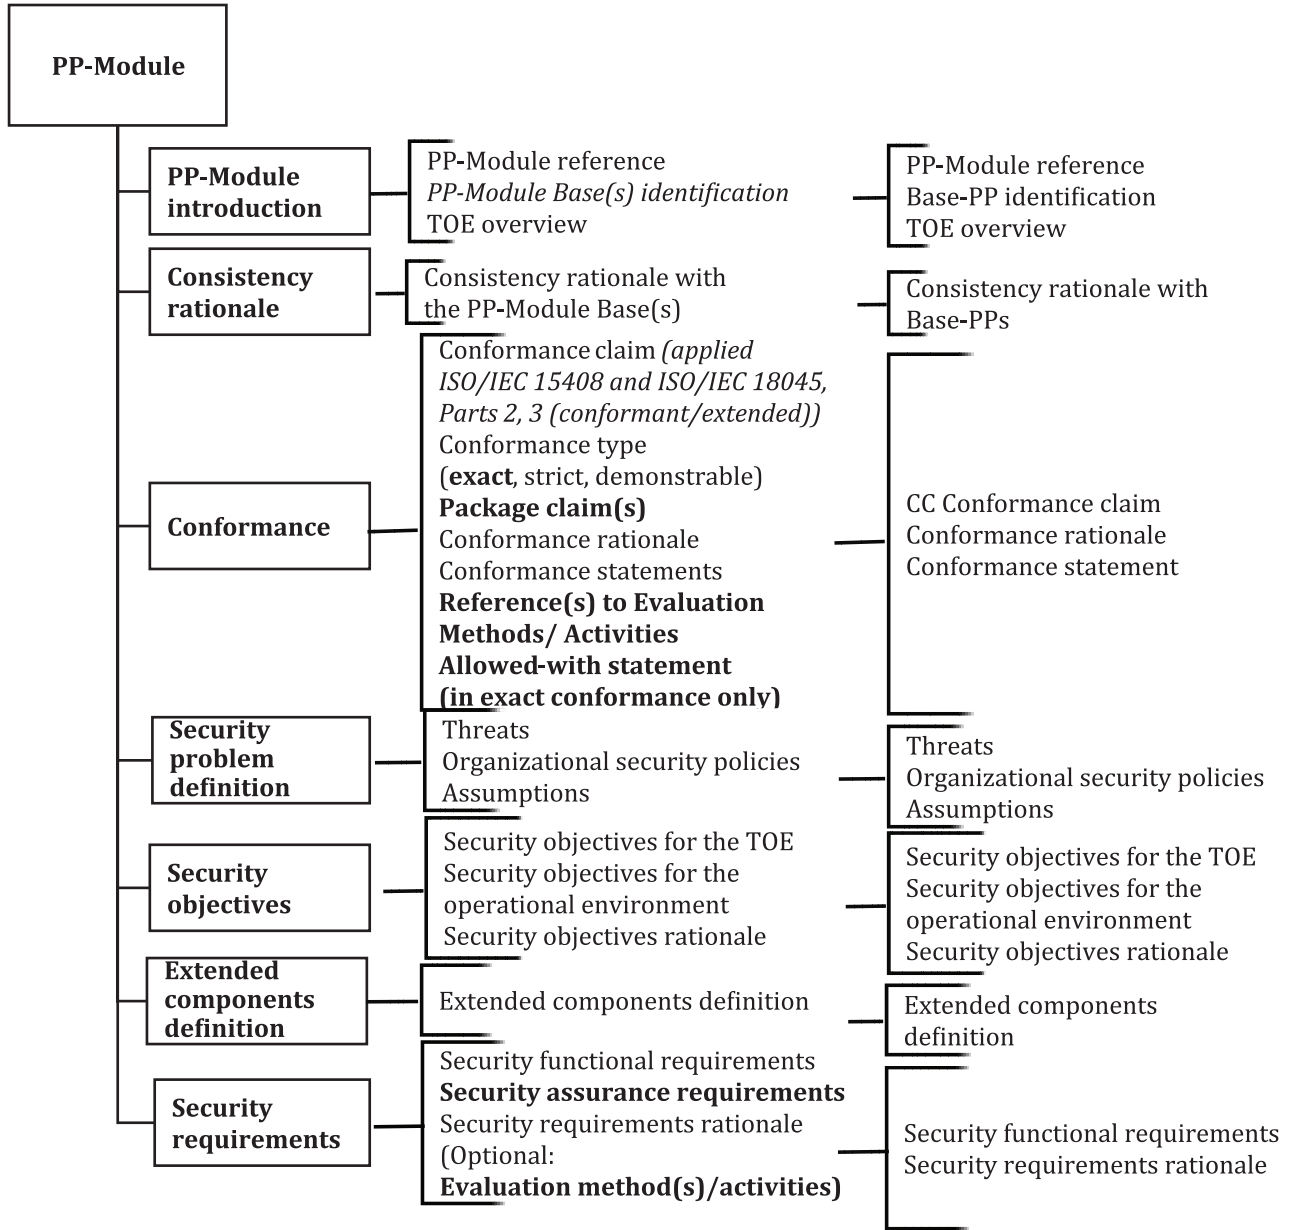 PP-Module
PP-Module
introduction
PP-Module reference
PP-Module Base(s) identification
TOE overview
PP-Module reference
Base-PP identification
TOE overview
Consistency
rationale
Consistency rationale with
the PP-Module Base(s)
Consistency rationale with
Base-PPs
Conformance
Conformance claim (applied
ISO/IEC 15408 and ISO/IEC 18045,
Parts 2, 3 (conformant/extended))
Conformance type
(exact, strict, demonstrable)
Package claim(s)
Conformance rationale
Conformance statements
Reference(s) to Evaluation
Methods/ Activities
Allowed-with statement
(in exact conformance only)
CC Conformance claim
Conformance rationale
Conformance statement
Security
problem
definition
Threats
Organizational security policies
Assumptions
Threats
Organizational security policies
Assumptions
Security
objectives
Security objectives for the TOE
Security objectives for the
operational environment
Security objectives rationale
Security objectives for the TOE
Security objectives for the
operational environment
Security objectives rationale
Extended
components
definition
Extended components definition
Extended components
definition
Security
requirements
Security functional requirements
Security assurance requirements
Security requirements rationale
(Optional:
Evaluation method(s)/activities)
Security functional requirements
Security requirements rationale